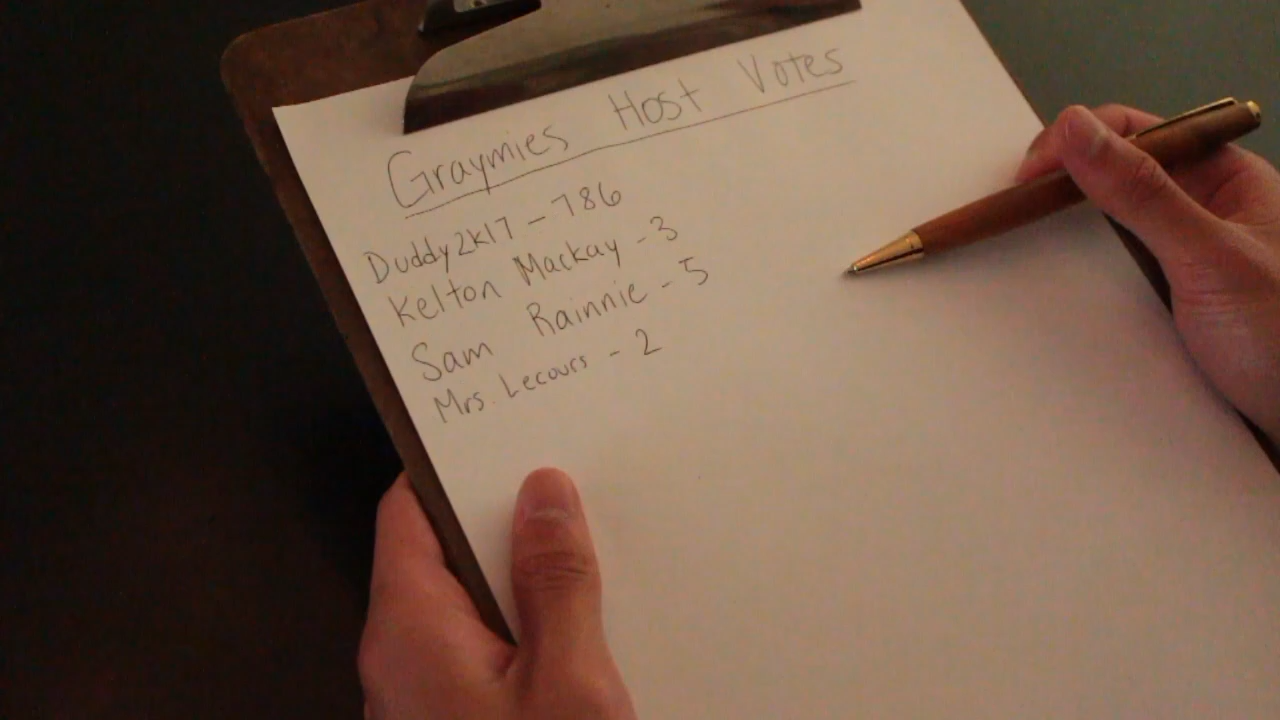 Graymies Host Votes
Duddy2k17 - 786
Kelton Mackay - 3
Sam Rainnie - 5
Mrs. Lecours - 2